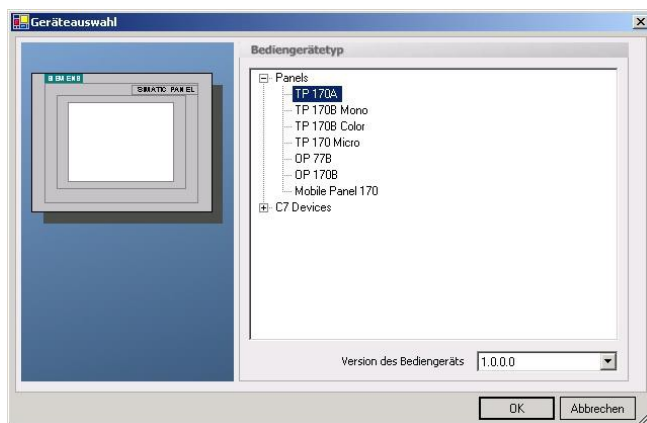 Geräteauswahl
SIEMENS
SIMATIC PANEL
Bediengerätetyp
Panels
TP 170A
TP 170B Mono
TP 170B Color
TP 170 Micro
OP 77B
OP 170B
Mobile Panel 170
C7 Devices
Version des Bediengeräts 1.0.0.0
OK Abbrechen